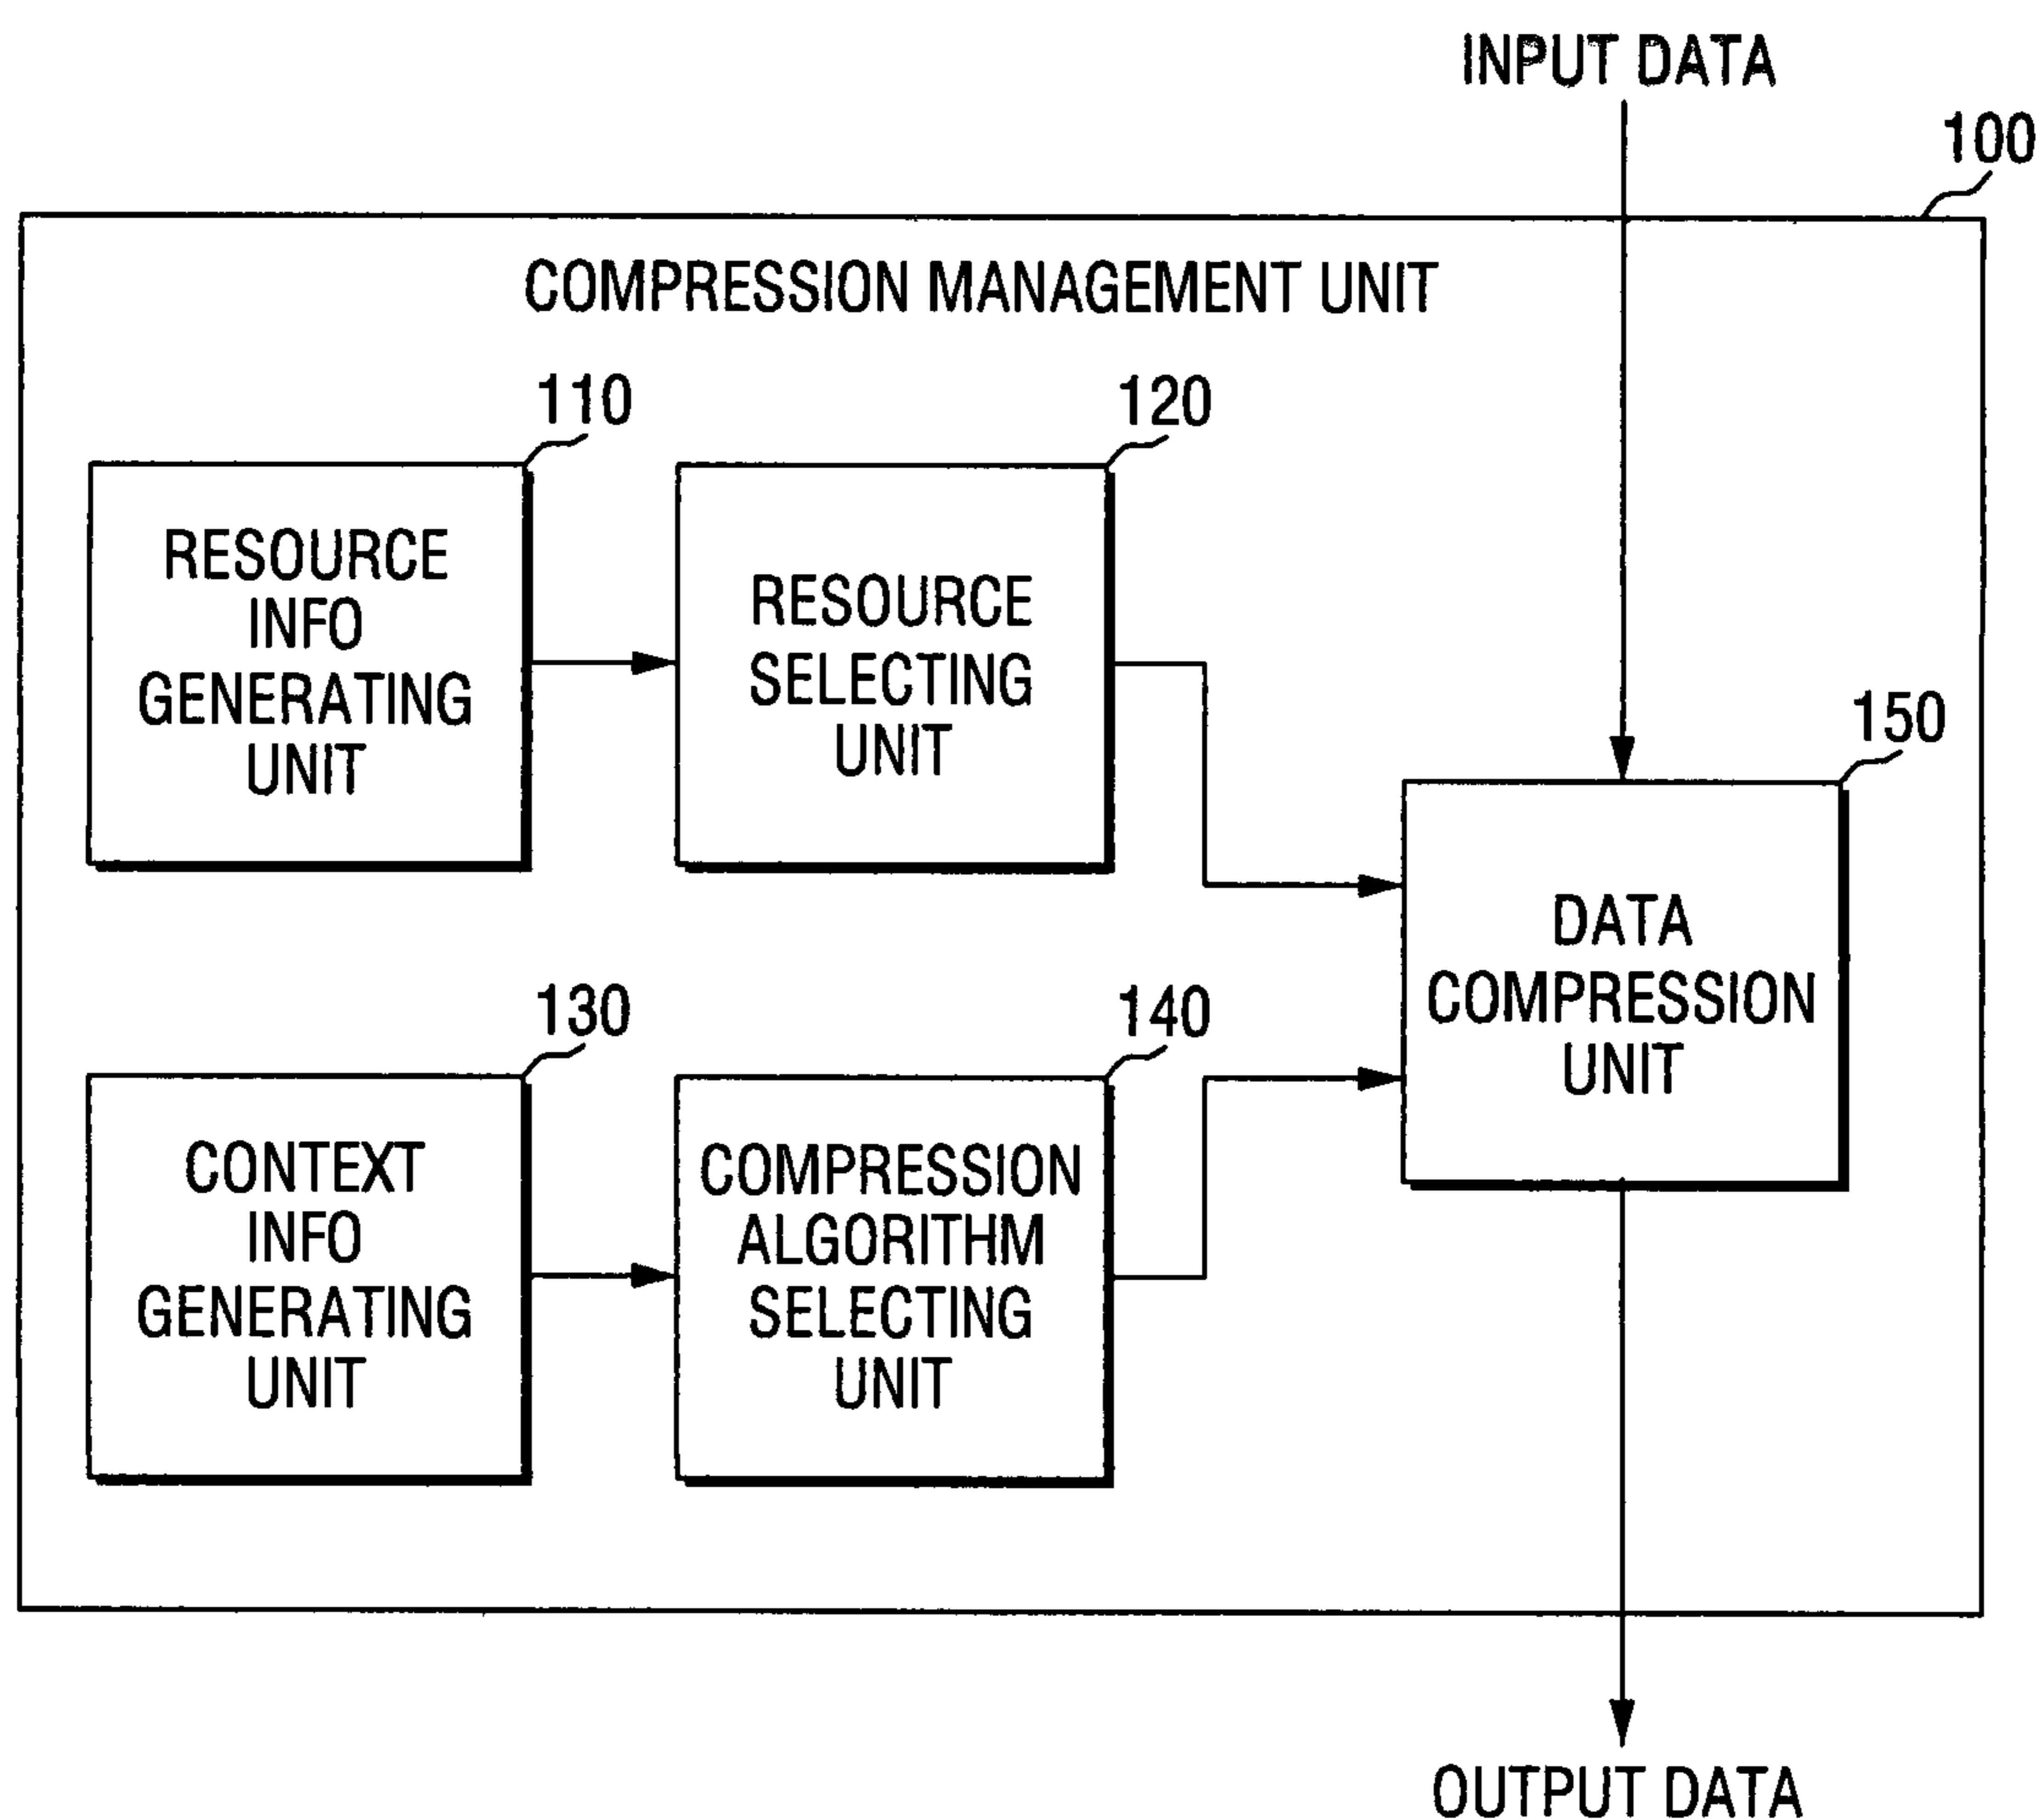 INPUT DATA
100
COMPRESSION MANAGEMENT UNIT
110
RESOURCE
INFO
GENERATING
UNIT
120
RESOURCE
SELECTING
UNIT
150
DATA
COMPRESSION
UNIT
130
CONTEXT
INFO
GENERATING
UNIT
140
COMPRESSION
ALGORITHM
SELECTING
UNIT
OUTPUT DATA